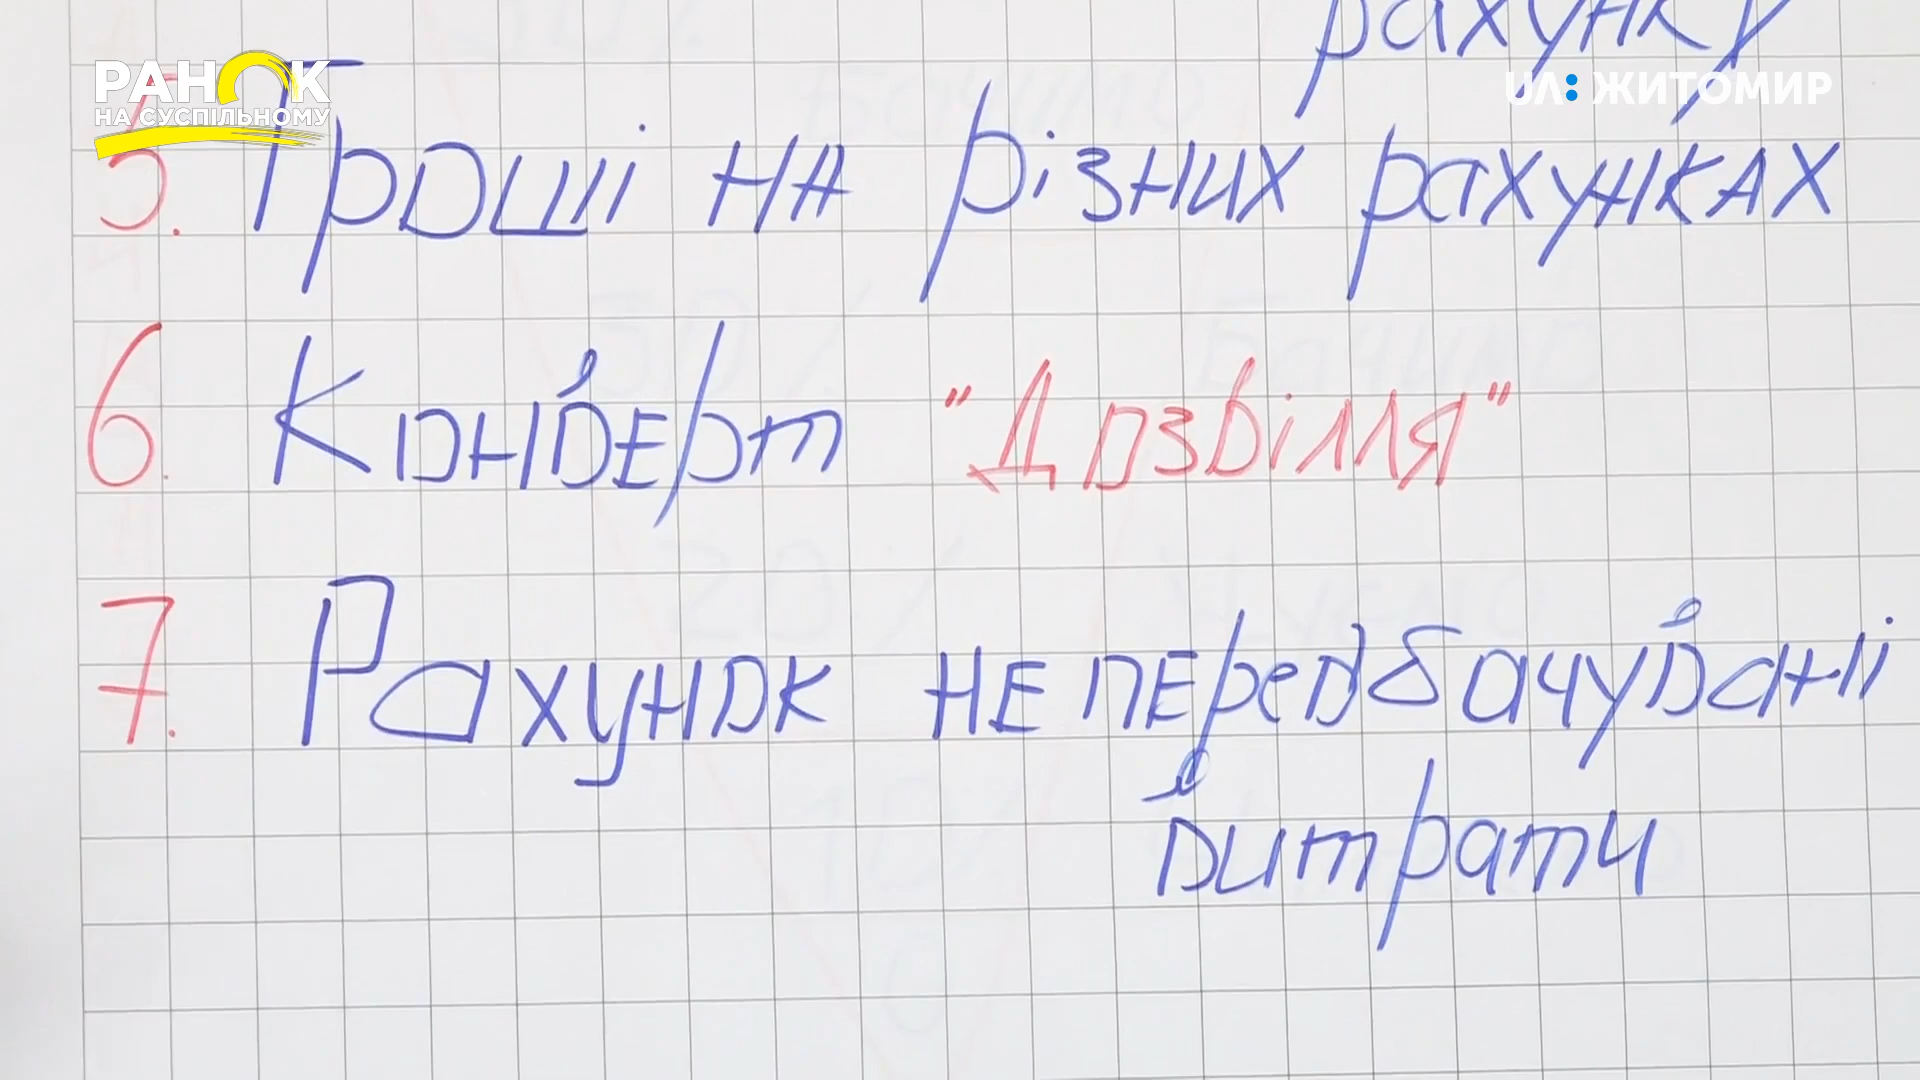 рахунку
РАНОК
НА СУСПІЛЬНОМУ
UA: ЖИТОМИР
5. Гроші на різних рахунках
6. Конверт "Дозвілля"
7. Рахунок непередбачувані
витрати